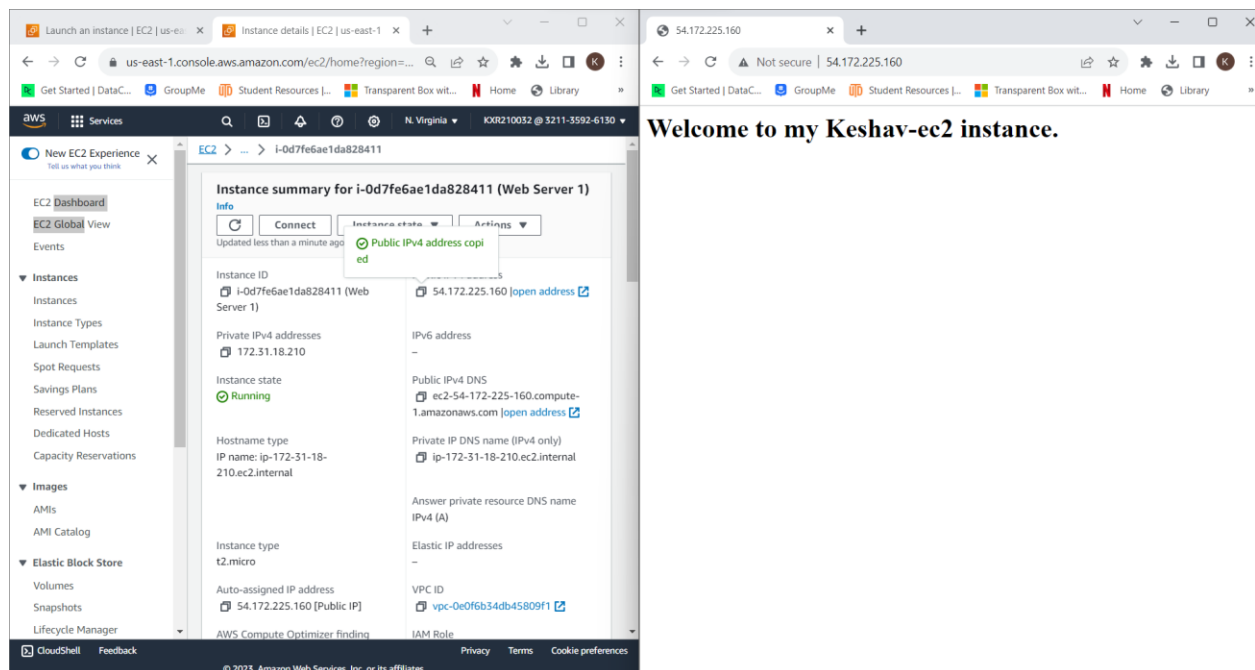 Launch an instance | EC2 | us-ea
Instance details | EC2 | us-east-1
us-east-1.console.aws.amazon.com/ec2/home?region=...
K
Get Started | DataC...
GroupMe
Student Resources |...
Transparent Box wit...
Home
Library
»
aws
Services
N. Virginia
KXR210032 @ 3211-3592-6130
New EC2 Experience
Tell us what you think
EC2 Dashboard
EC2 Global View
Events
Instances
Instances
Instance Types
Launch Templates
Spot Requests
Savings Plans
Reserved Instances
Dedicated Hosts
Capacity Reservations
Images
AMIs
AMI Catalog
Elastic Block Store
Volumes
Snapshots
Lifecycle Manager
EC2 > ... > i-0d7fe6ae1da828411
Instance summary for i-0d7fe6ae1da828411 (Web Server 1)
Info
Connect
Instance state
Actions
Updated less than a minute ago
Public IPv4 address copi
ed
Instance ID
i-0d7fe6ae1da828411 (Web
Server 1)
54.172.225.160 |open address
Private IPv4 addresses
172.31.18.210
IPv6 address
–
Instance state
Running
Public IPv4 DNS
ec2-54-172-225-160.compute-
1.amazonaws.com |open address
Hostname type
IP name: ip-172-31-18-
210.ec2.internal
Private IP DNS name (IPv4 only)
ip-172-31-18-210.ec2.internal
Answer private resource DNS name
IPv4 (A)
Instance type
t2.micro
Elastic IP addresses
–
Auto-assigned IP address
54.172.225.160 [Public IP]
VPC ID
vpc-0e0f6b34db45809f1
AWS Compute Optimizer finding
IAM Role
CloudShell
Feedback
Privacy
Terms
Cookie preferences
© 2023, Amazon Web Services, Inc. or its affiliates.
54.172.225.160
Not secure | 54.172.225.160
K
Get Started | DataC...
GroupMe
Student Resources |...
Transparent Box wit...
Home
Library
»
Welcome to my Keshav-ec2 instance.